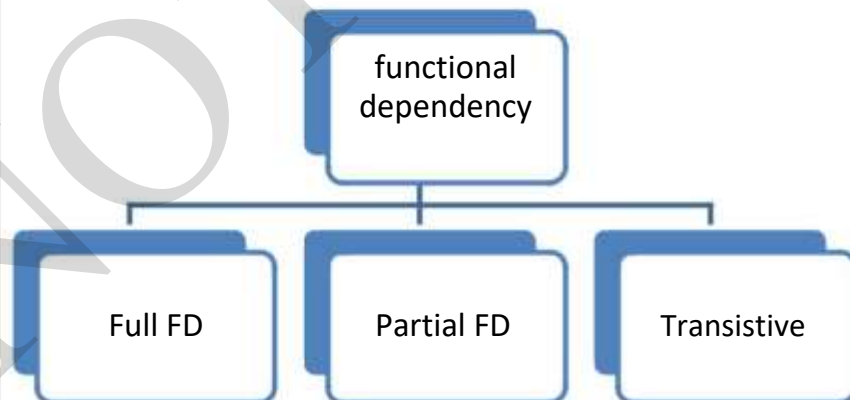 functional
dependency
Full FD
Partial FD
Transistive